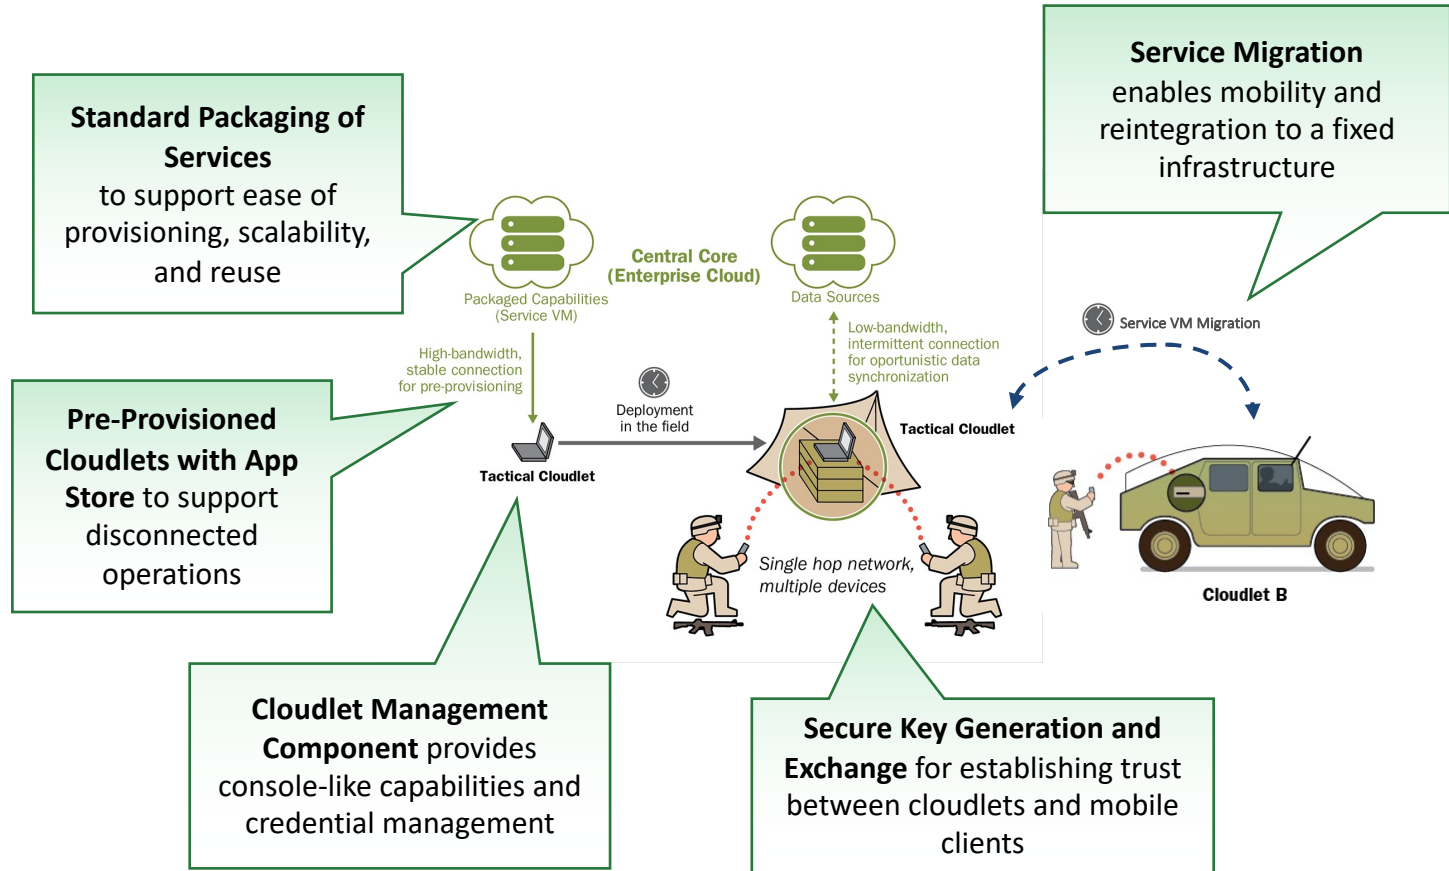 Standard Packaging of
Services
to support ease of
provisioning, scalability,
and reuse
Service Migration
enables mobility and
reintegration to a fixed
infrastructure
Central Core
(Enterprise Cloud)
Packaged Capabilities
(Service VM)
Data Sources
High-bandwidth,
stable connection
for pre-provisioning
Low-bandwidth,
intermittent connection
for oportunistic data
synchronization
Service VM Migration
Pre-Provisioned
Cloudlets with App
Store to support
disconnected
operations
Deployment
in the field
Tactical Cloudlet
Tactical Cloudlet
Single hop network,
multiple devices
Cloudlet B
Cloudlet Management
Component provides
console-like capabilities and
credential management
Secure Key Generation and
Exchange for establishing trust
between cloudlets and mobile
clients